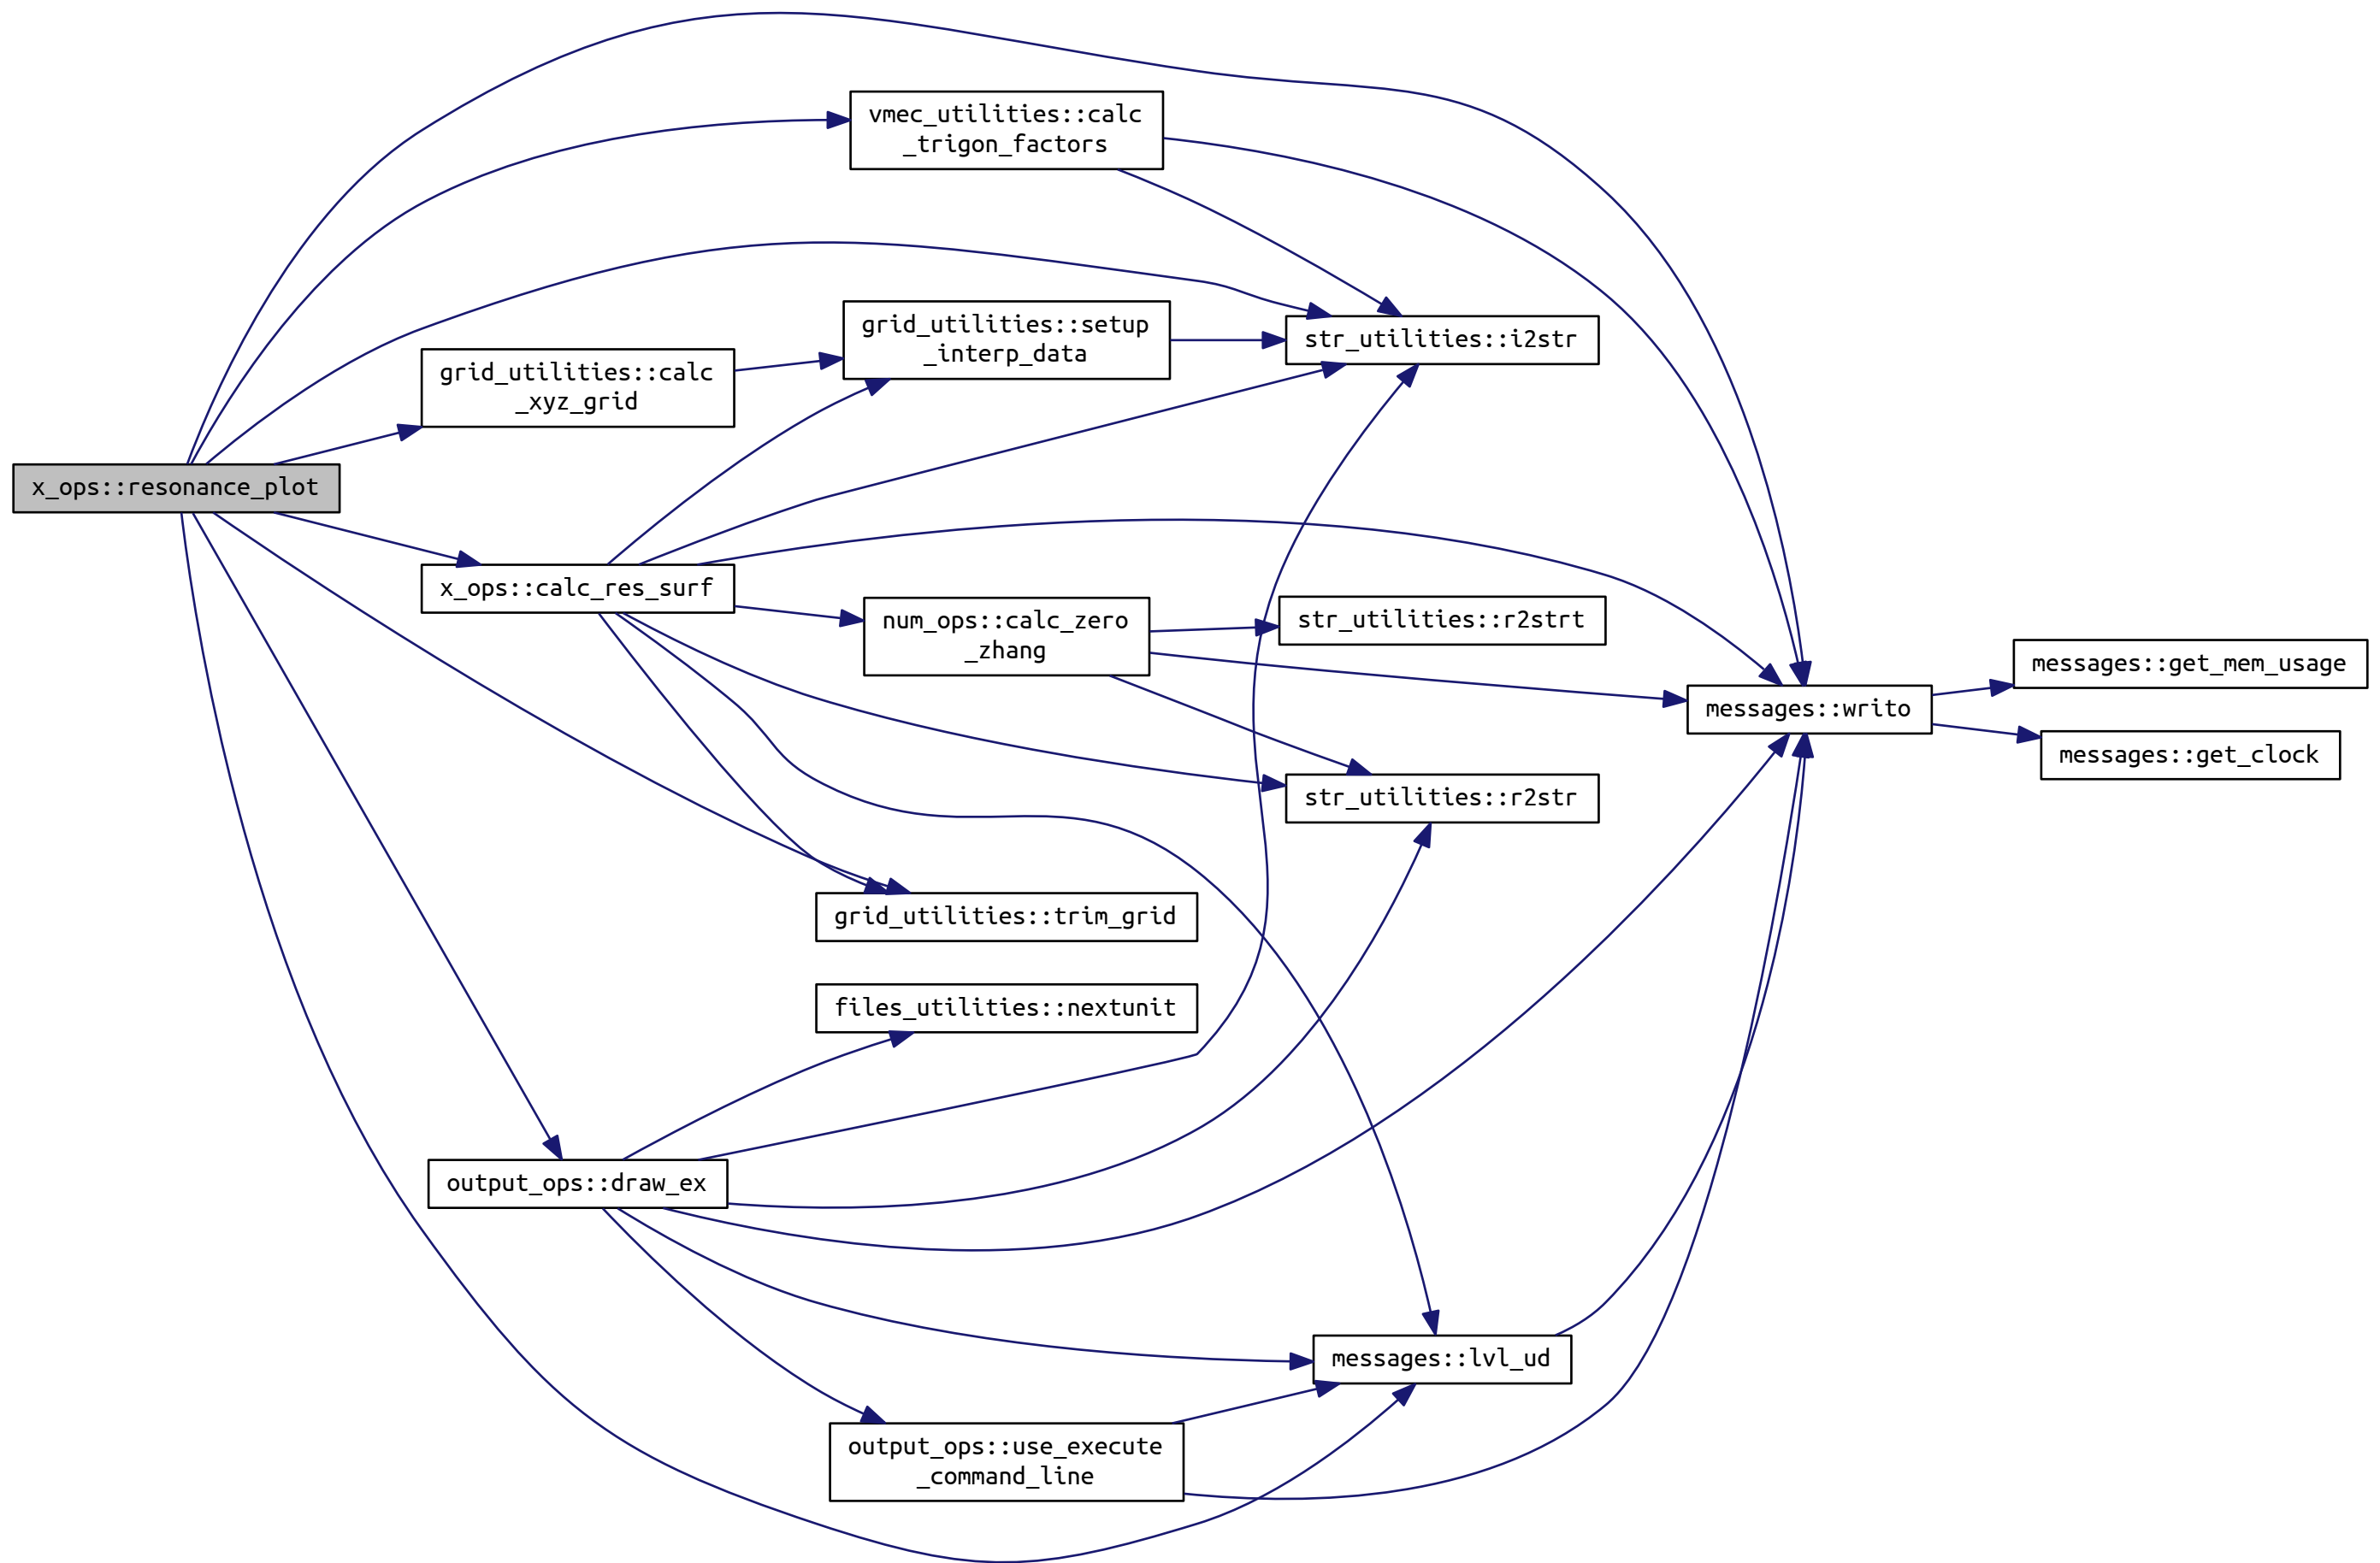 x_ops::resonance_plot
vmec_utilities::calc
_trigon_factors
grid_utilities::setup
_interp_data
str_utilities::i2str
grid_utilities::calc
_xyz_grid
x_ops::calc_res_surf
num_ops::calc_zero
_zhang
str_utilities::r2strt
messages::writo
messages::get_mem_usage
messages::get_clock
str_utilities::r2str
grid_utilities::trim_grid
files_utilities::nextunit
output_ops::draw_ex
messages::lvl_ud
output_ops::use_execute
_command_line